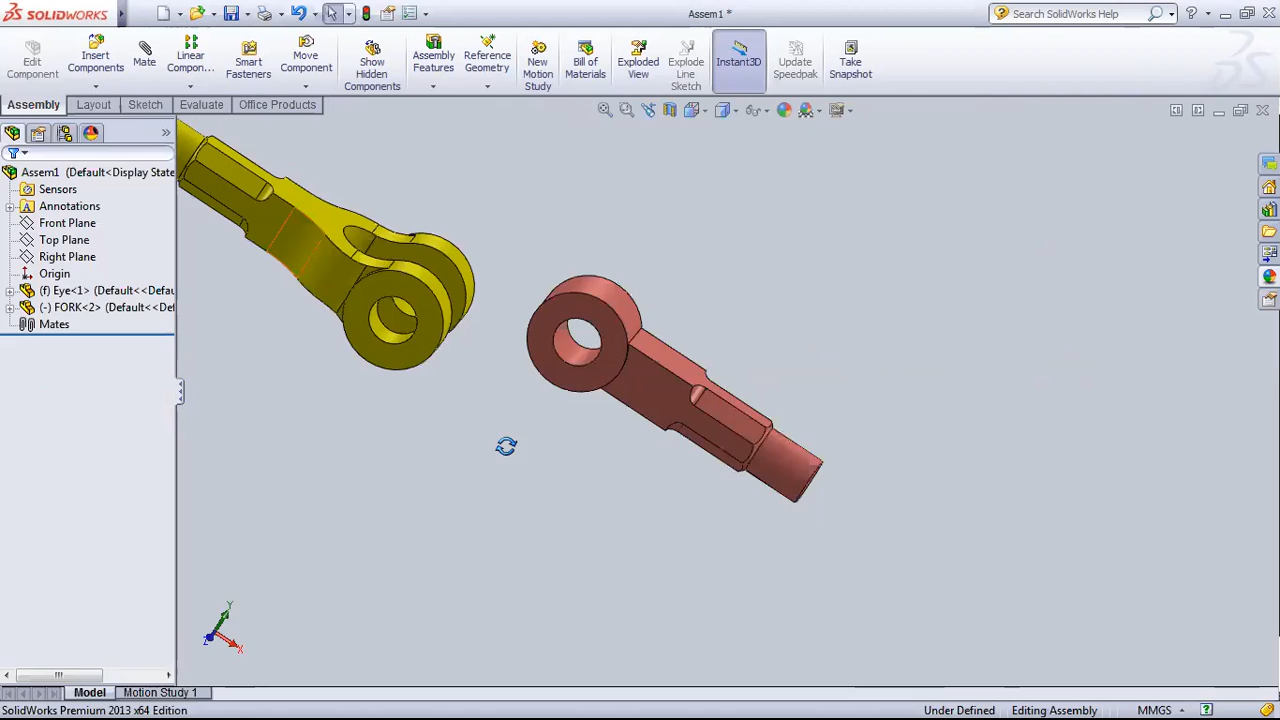 SOLIDWORKS
Assem1 *
Search SolidWorks Help
Edit Component
Insert Components
Mate
Linear Compon...
Smart Fasteners
Move Component
Show Hidden Components
Assembly Features
Reference Geometry
New Motion Study
Bill of Materials
Exploded View
Explode Line Sketch
Instant3D
Update Speedpak
Take Snapshot
Assembly
Layout
Sketch
Evaluate
Office Products
Assem1 (Default<Display State
Sensors
Annotations
Front Plane
Top Plane
Right Plane
Origin
(f) Eye<1> (Default<<Defau
(-) FORK<2> (Default<<Def
Mates
Y
X
Z
Model
Motion Study 1
SolidWorks Premium 2013 x64 Edition
Under Defined
Editing Assembly
MMGS